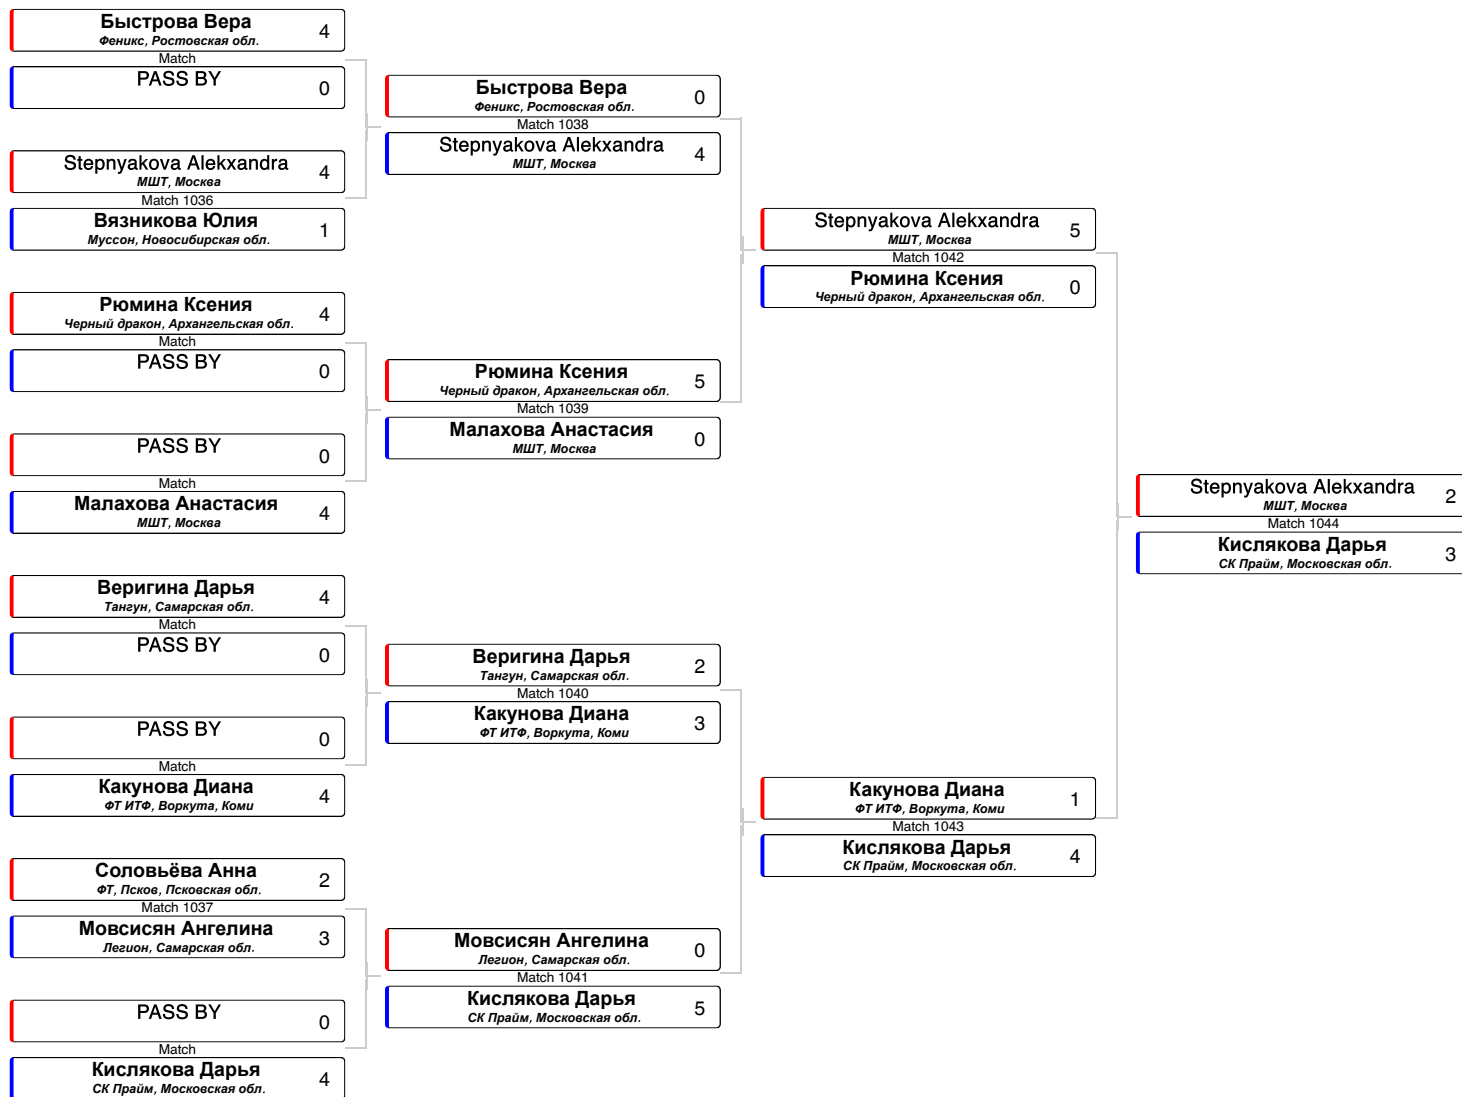 Быстрова Вера
4
Феникс, Ростовская обл.
Match
PASS BY
0
Stepnyakova Alekxandra
4
МШТ, Москва
Match 1036
Вязникова Юлия
1
Муссон, Новосибирская обл.
Рюмина Ксения
4
Черный дракон, Архангельская обл.
Match
PASS BY
0
PASS BY
0
Match
Малахова Анастасия
4
МШТ, Москва
Веригина Дарья
4
Тангун, Самарская обл.
Match
PASS BY
0
PASS BY
0
Match
Какунова Диана
4
ФТ ИТФ, Воркута, Коми
Соловьёва Анна
2
ФТ, Псков, Псковская обл.
Match 1037
Мовсисян Ангелина
3
Легион, Самарская обл.
PASS BY
0
Match
Кислякова Дарья
4
СК Прайм, Московская обл.
Быстрова Вера
0
Феникс, Ростовская обл.
Match 1038
Stepnyakova Alekxandra
4
МШТ, Москва
Рюмина Ксения
5
Черный дракон, Архангельская обл.
Match 1039
Малахова Анастасия
0
МШТ, Москва
Веригина Дарья
2
Тангун, Самарская обл.
Match 1040
Какунова Диана
3
ФТ ИТФ, Воркута, Коми
Мовсисян Ангелина
0
Легион, Самарская обл.
Match 1041
Кислякова Дарья
5
СК Прайм, Московская обл.
Stepnyakova Alekxandra
5
МШТ, Москва
Match 1042
Рюмина Ксения
0
Черный дракон, Архангельская обл.
Какунова Диана
1
ФТ ИТФ, Воркута, Коми
Match 1043
Кислякова Дарья
4
СК Прайм, Московская обл.
Stepnyakova Alekxandra
2
МШТ, Москва
Match 1044
Кислякова Дарья
3
СК Прайм, Московская обл.